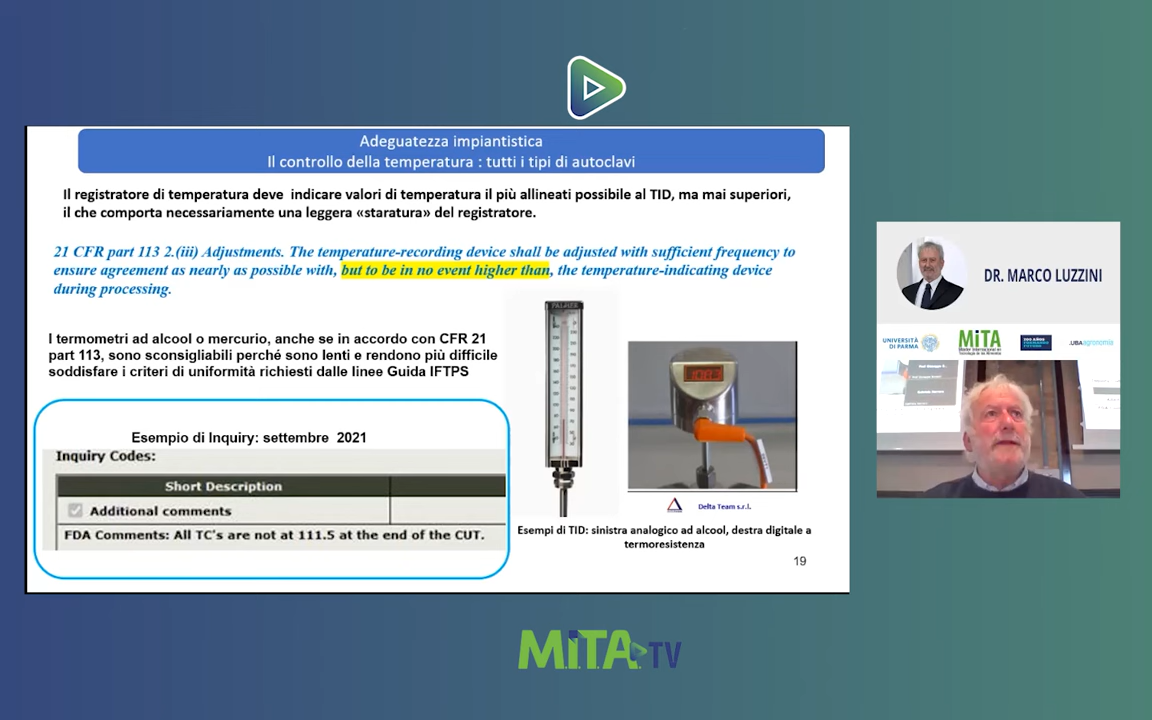 Adeguatezza impiantistica
Il controllo della temperatura : tutti i tipi di autoclavi
Il registratore di temperatura deve indicare valori di temperatura il più allineati possibile al TID, ma mai superiori,
il che comporta necessariamente una leggera «staratura» del registratore.
21 CFR part 113 2.(iii) Adjustments. The temperature-recording device shall be adjusted with sufficient frequency to
ensure agreement as nearly as possible with, but to be in no event higher than, the temperature-indicating device
during processing.
I termometri ad alcool o mercurio, anche se in accordo con CFR 21
part 113, sono sconsigliabili perché sono lenti e rendono più difficile
soddisfare i criteri di uniformità richiesti dalle linee Guida IFTPS
Esempio di Inquiry: settembre 2021
Inquiry Codes:
Short Description
Additional comments
FDA Comments: All TC's are not at 111.5 at the end of the CUT.
PALMER
Delta Team s.r.l.
Esempi di TID: sinistra analogico ad alcool, destra digitale a
termoresistenza
19
DR. MARCO LUZZINI
UNIVERSITÀ
DI PARMA
MiTA
.UBAagronomia
M.i.T.A. TV